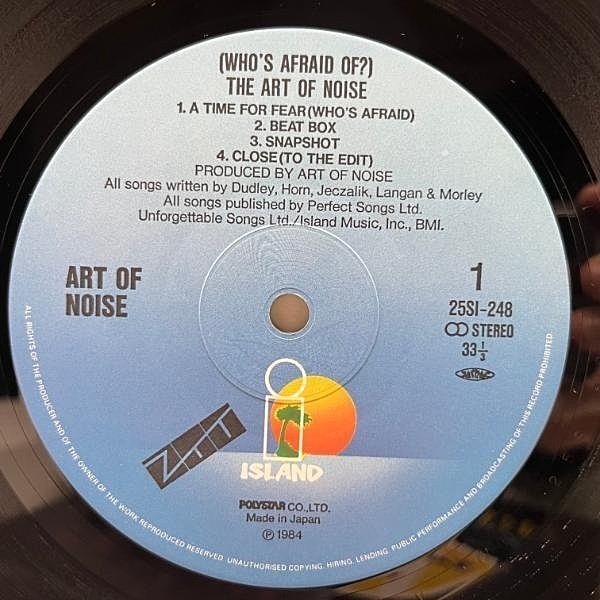 (WHO'S AFRAID OF?)
THE ART OF NOISE
1. A TIME FOR FEAR(WHO'S AFRAID)
2. BEAT BOX
3. SNAPSHOT
4. CLOSE(TO THE EDIT)
PRODUCED BY ART OF NOISE
All songs written by Dudley, Horn, Jeczalik, Langan & Morley
All songs published by Perfect Songs Ltd.
Unforgettable Songs Ltd./Island Music, Inc., BMI.
ART OF
NOISE
1
25SI-248
STEREO
33 1/3
JASRAC
ZTT
i
ISLAND
POLYSTAR CO.,LTD.
Made in Japan
Ⓟ 1984
ALL RIGHTS OF THE PRODUCER AND OF THE OWNER OF THE WORK REPRODUCED RESERVED. UNAUTHORISED COPYING, HIRING, LENDING, PUBLIC PERFORMANCE AND BROADCASTING OF THIS RECORD PROHIBITED.